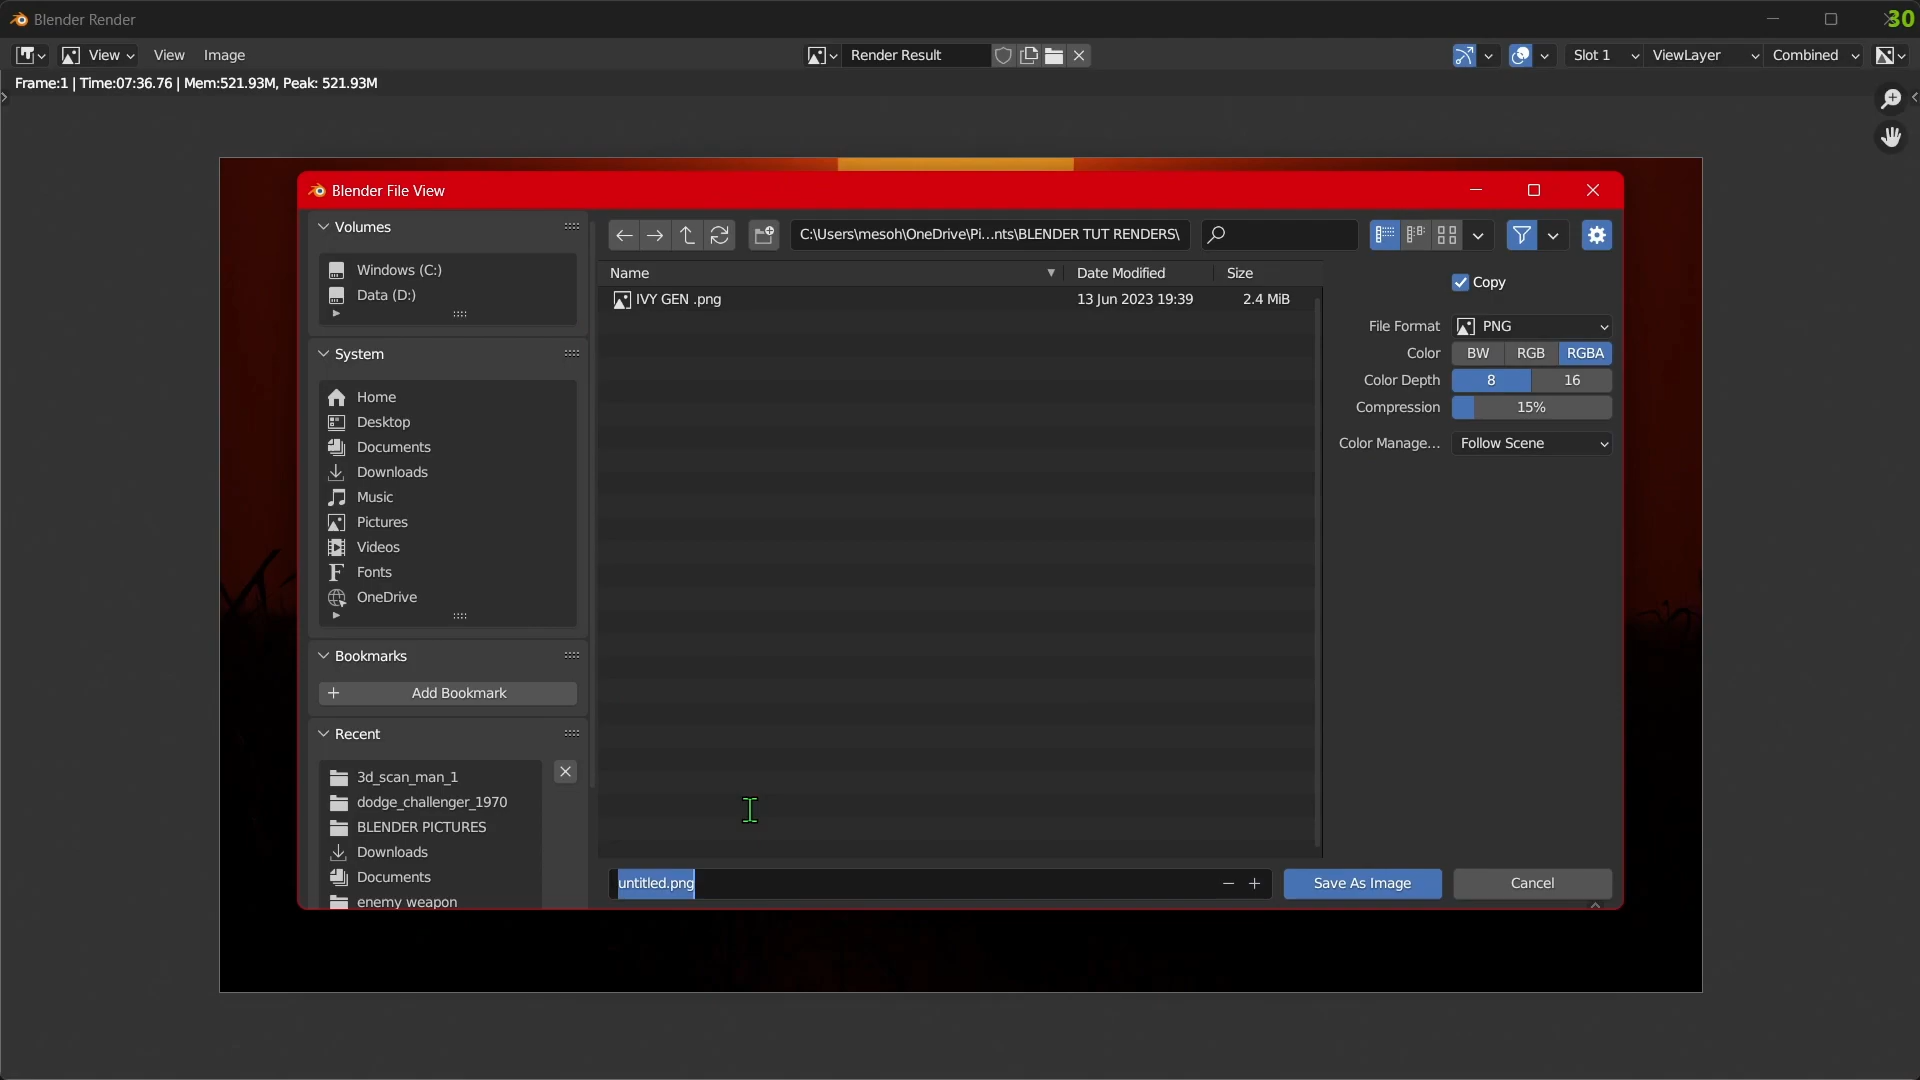 Blender Render
30
View View Image Render Result Slot 1 ViewLayer Combined
Frame:1 | Time:07:36.76 | Mem:521.93M, Peak: 521.93M
Blender File View
Volumes
Windows (C:)
Data (D:)
System
Home
Desktop
Documents
Downloads
Music
Pictures
Videos
Fonts
OneDrive
Bookmarks
Add Bookmark
Recent
3d_scan_man_1
dodge_challenger_1970
BLENDER PICTURES
Downloads
Documents
enemy weapon
C:\Users\mesoh\OneDrive\Pi...nts\BLENDER TUT RENDERS\
Name Date Modified Size
IVY GEN .png 13 Jun 2023 19:39 2.4 MiB
untitled.png
Save As Image Cancel
Copy
File Format PNG
Color BW RGB RGBA
Color Depth 8 16
Compression 15%
Color Manage... Follow Scene